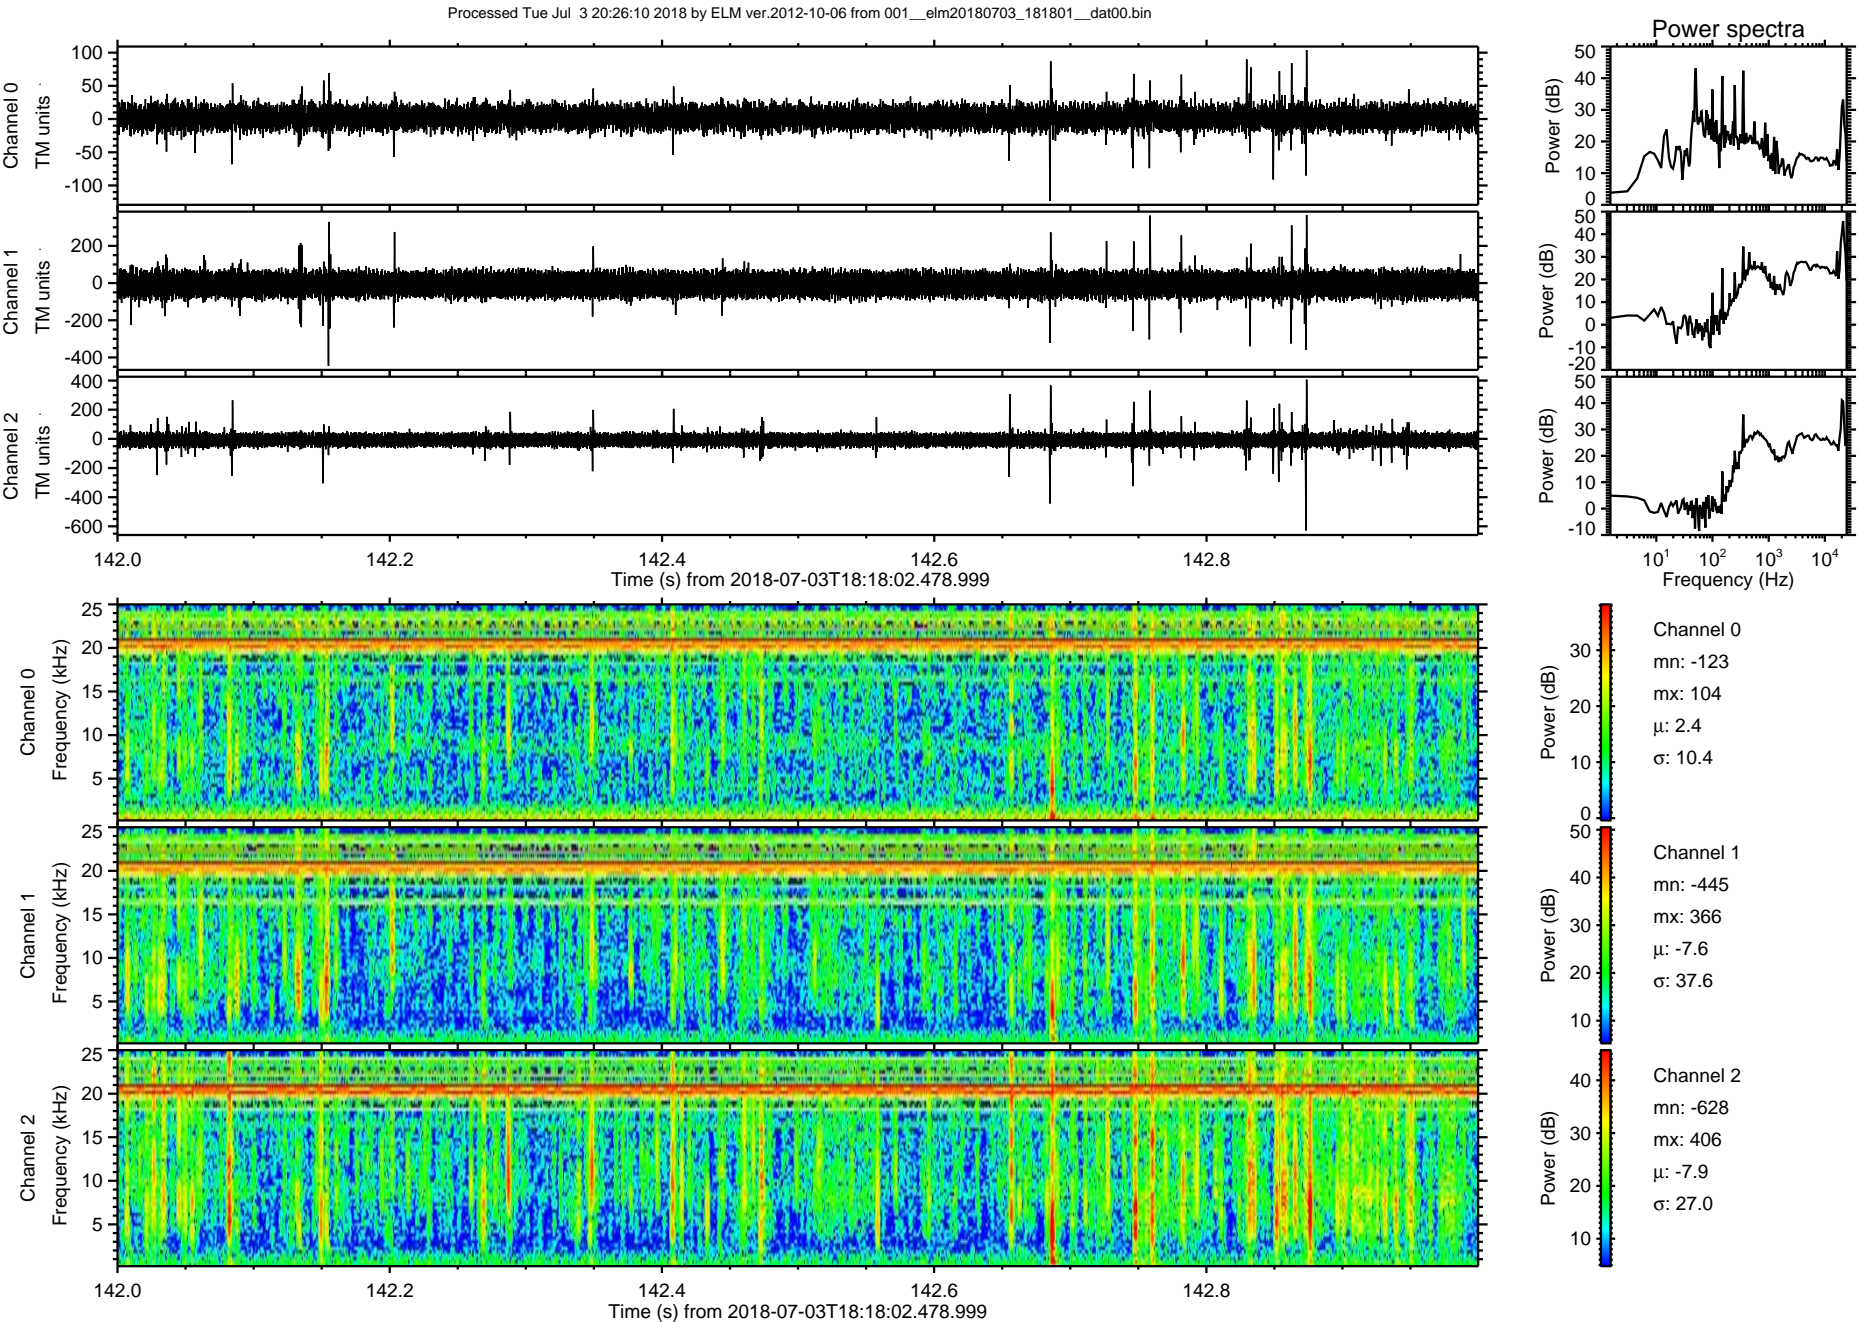 Processed Tue Jul  3 20:26:10 2018 by ELM ver.2012-10-06 from 001__elm20180703_181801__dat00.bin
Power spectra
Channel 0
TM units
100
50
0
-50
-100
Power (dB)
50
40
30
20
10
0
Channel 1
TM units
200
0
-200
-400
Power (dB)
50
40
30
20
10
0
-10
-20
Channel 2
TM units
400
200
0
-200
-400
-600
Power (dB)
50
40
30
20
10
0
-10
142.0 142.2 142.4 142.6 142.8
Time (s) from 2018-07-03T18:18:02.478.999
10¹ 10² 10³ 10⁴
Frequency (Hz)
Channel 0
Frequency (kHz)
25
20
15
10
5
Power (dB)
30
20
10
0
Channel 0
mn: -123
mx: 104
μ: 2.4
σ: 10.4
Channel 1
Frequency (kHz)
25
20
15
10
5
Power (dB)
50
40
30
20
10
Channel 1
mn: -445
mx: 366
μ: -7.6
σ: 37.6
Channel 2
Frequency (kHz)
25
20
15
10
5
Power (dB)
40
30
20
10
Channel 2
mn: -628
mx: 406
μ: -7.9
σ: 27.0
142.0 142.2 142.4 142.6 142.8
Time (s) from 2018-07-03T18:18:02.478.999